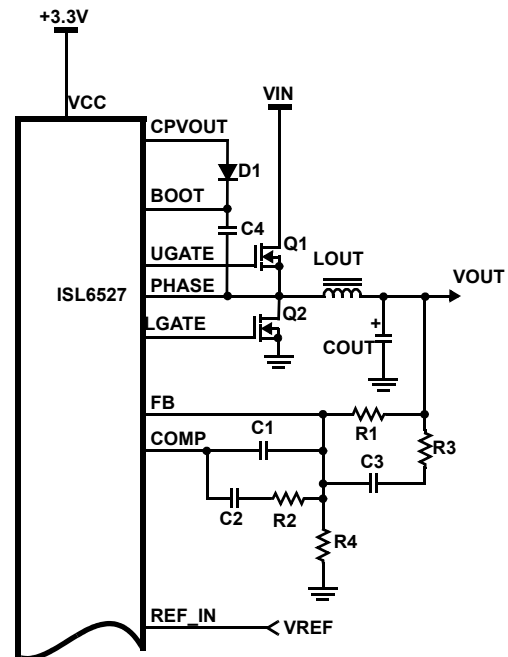 +3.3V
VCC
VIN
CPVOUT
D1
BOOT
C4
Q1
UGATE
LOUT
ISL6527
PHASE
VOUT
LGATE
Q2
+
COUT
FB
R1
COMP
C1
R3
C3
C2
R2
R4
REF_IN
VREF